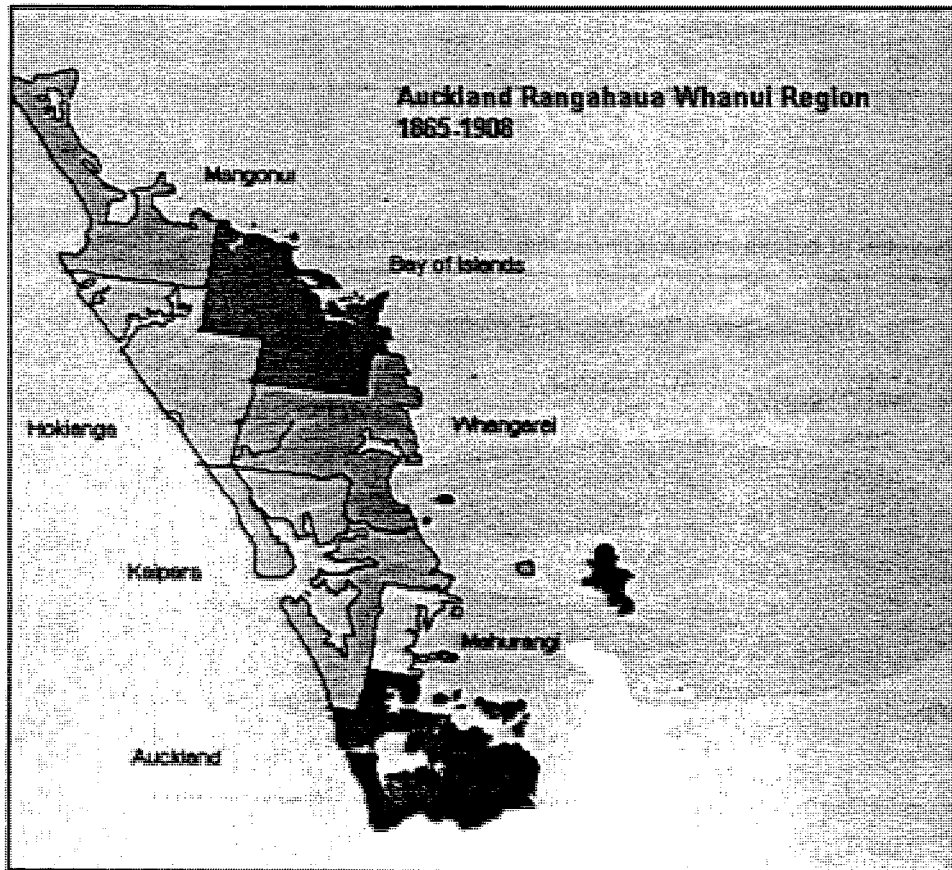 Auckland Rangahaua Whanui Region
1865-1908
Mangonui
Bay of Islands
Hokianga
Whangarei
Kaipara
Mahurangi
Auckland